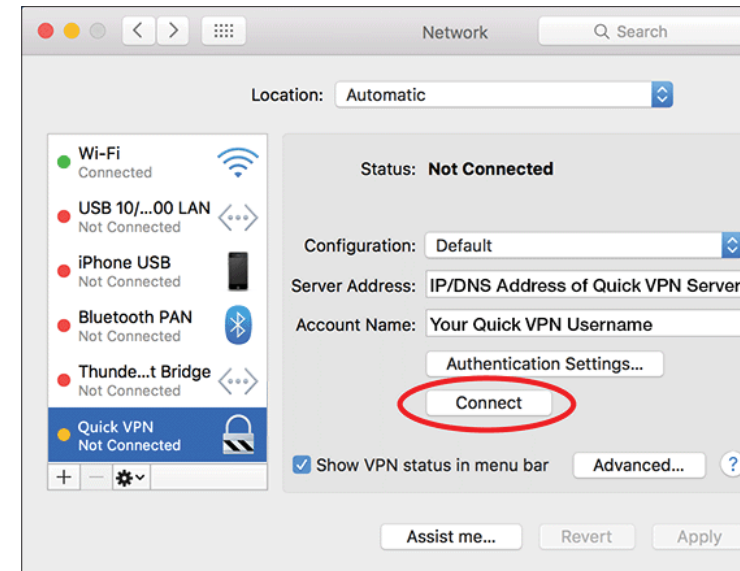 Network
Search
Location: Automatic
Wi-Fi
Connected
USB 10/...00 LAN
Not Connected
iPhone USB
Not Connected
Bluetooth PAN
Not Connected
Thunde...t Bridge
Not Connected
Quick VPN
Not Connected
Status: Not Connected
Configuration: Default
Server Address: IP/DNS Address of Quick VPN Server
Account Name: Your Quick VPN Username
Authentication Settings...
Connect
Show VPN status in menu bar
Advanced...
?
Assist me...
Revert
Apply